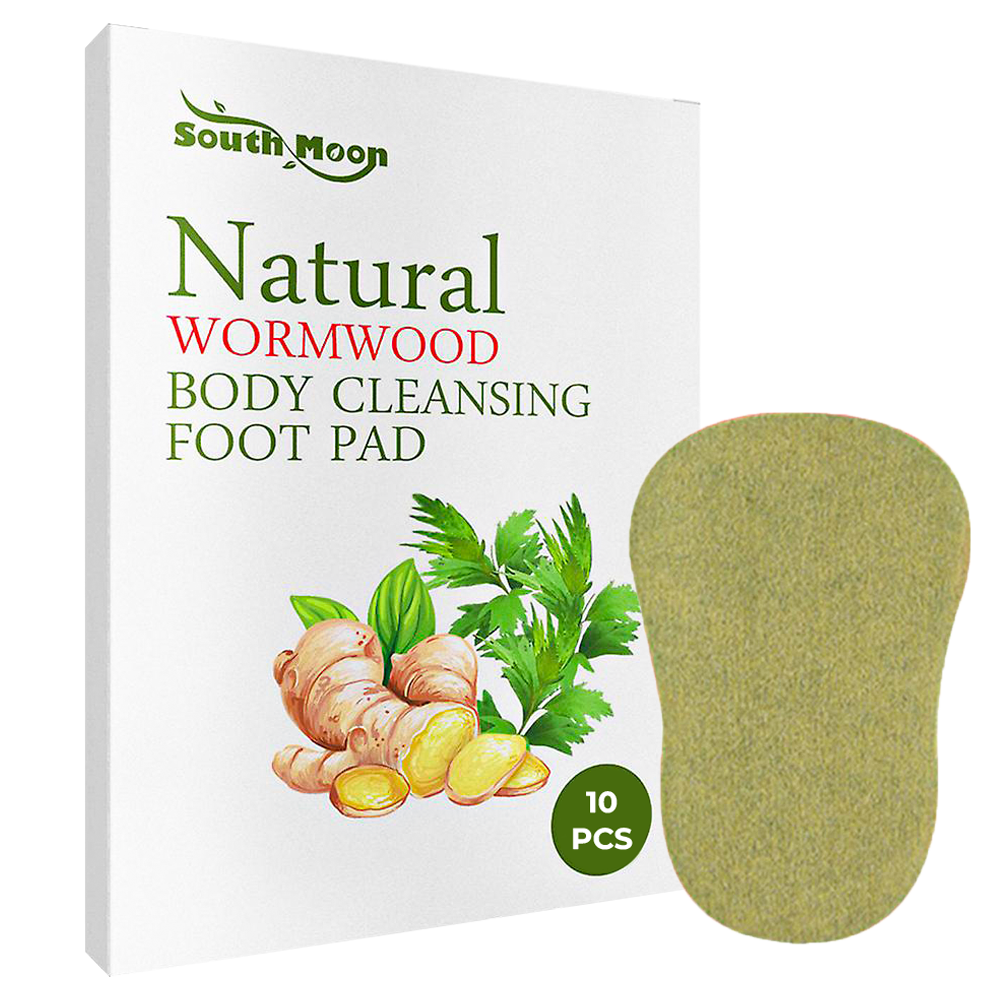 South Moon
Natural
WORMWOOD
BODY CLEANSING
FOOT PAD
10
PCS